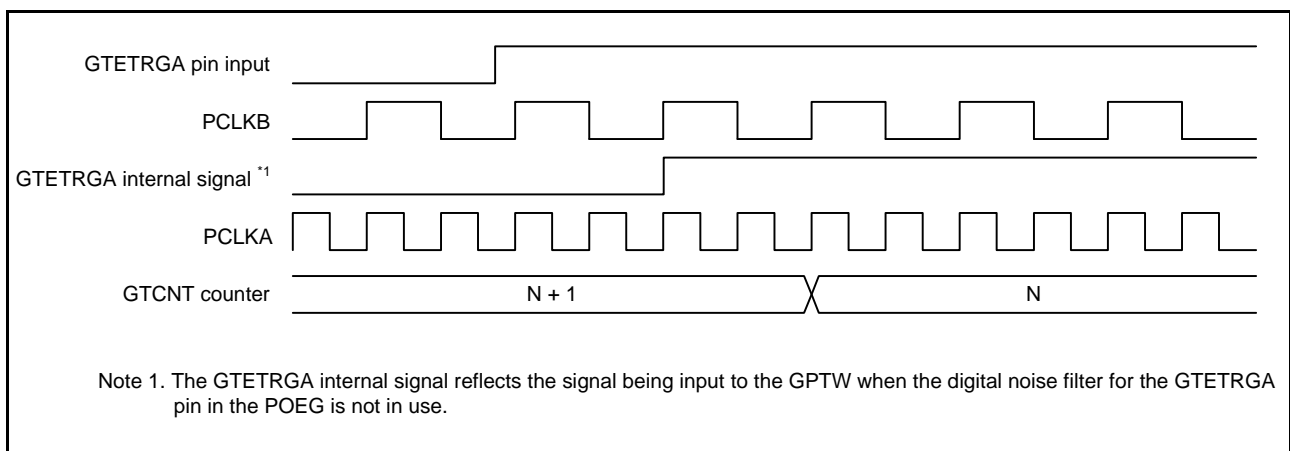 GTETRGA pin input
PCLKB
GTETRGA internal signal *1
PCLKA
GTCNT counter
N + 1
N
Note 1. The GTETRGA internal signal reflects the signal being input to the GPTW when the digital noise filter for the GTETRGA
pin in the POEG is not in use.